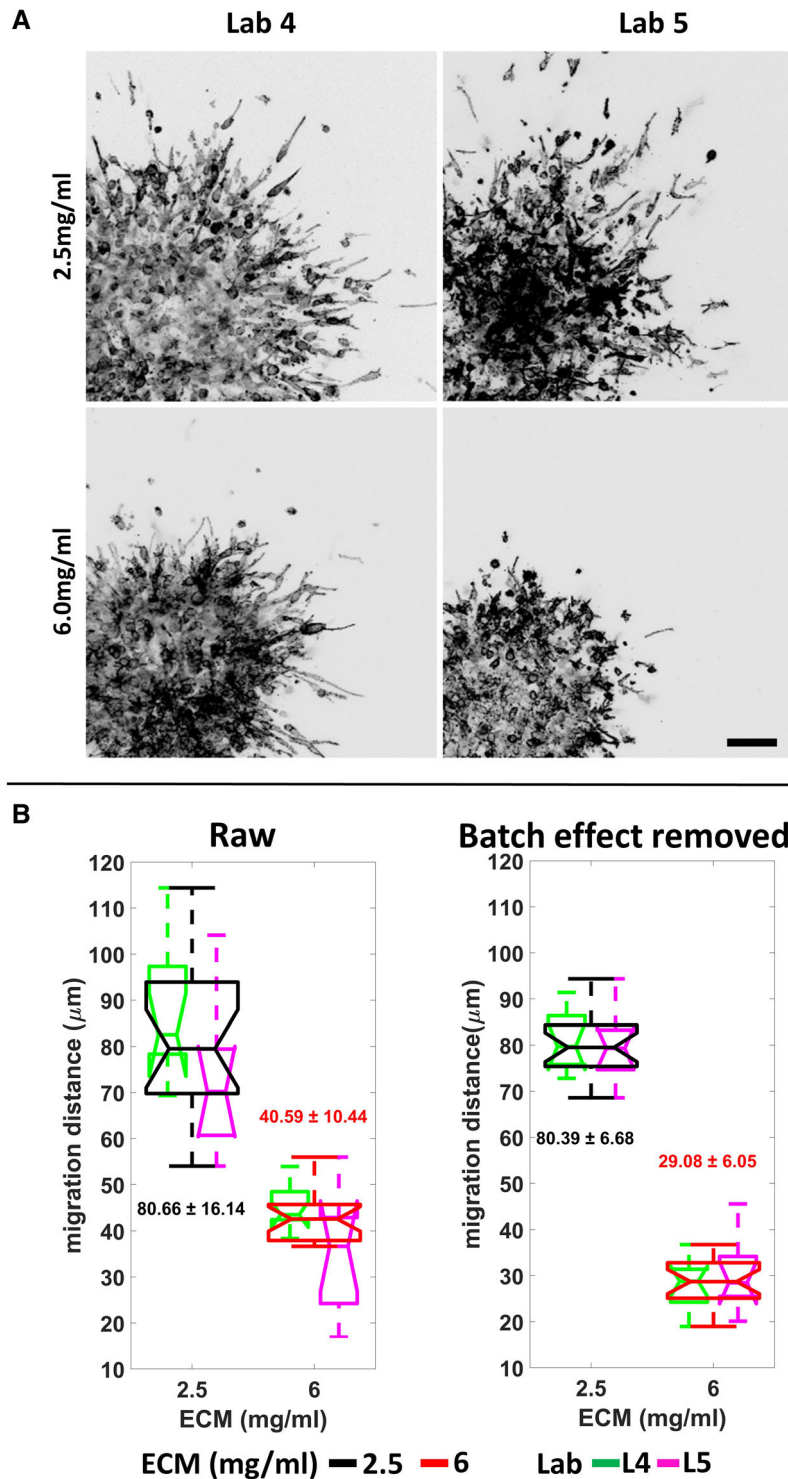 A
Lab 4
Lab 5
2.5mg/ml
6.0mg/ml
B
Raw
Batch effect removed
120
110
100
90
80
70
60
50
40
30
20
10
migration distance (μm)
80.66 ± 16.14
40.59 ± 10.44
2.5
6
ECM (mg/ml)
120
110
100
90
80
70
60
50
40
30
20
10
migration distance(μm)
80.39 ± 6.68
29.08 ± 6.05
2.5
6
ECM (mg/ml)
ECM (mg/ml) 2.5 6 Lab L4 L5